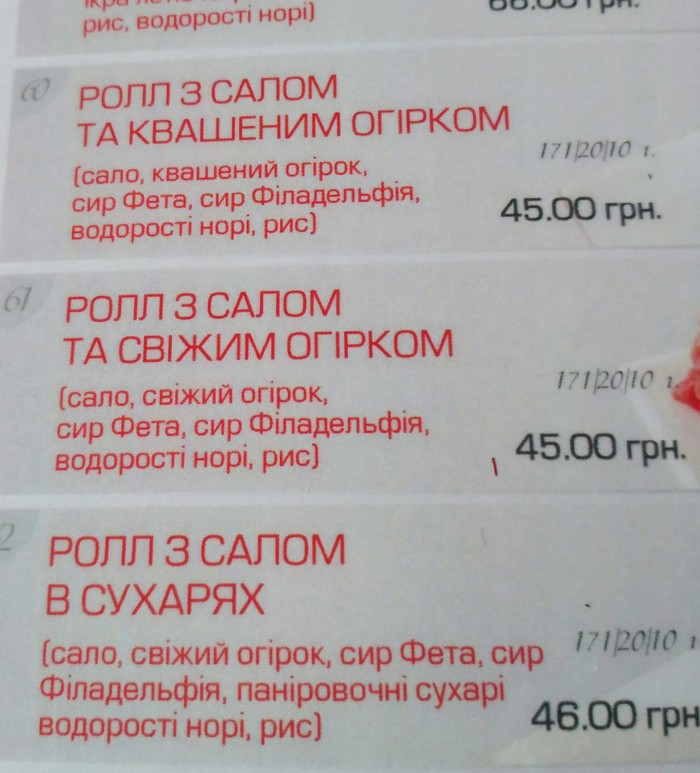 рис, водорості норі)
60
РОЛЛ З САЛОМ
ТА КВАШЕНИМ ОГІРКОМ
171/20/10 г.
(сало, квашений огірок,
сир Фета, сир Філадельфія,
45.00 грн.
водорості норі, рис)
61
РОЛЛ З САЛОМ
ТА СВІЖИМ ОГІРКОМ
171/20/10 г.
(сало, свіжий огірок,
сир Фета, сир Філадельфія,
45.00 грн.
водорості норі, рис)
2
РОЛЛ З САЛОМ
В СУХАРЯХ
171/20/10 г
(сало, свіжий огірок, сир Фета, сир
Філадельфія, паніровочні сухарі
46.00 грн
водорості норі, рис)